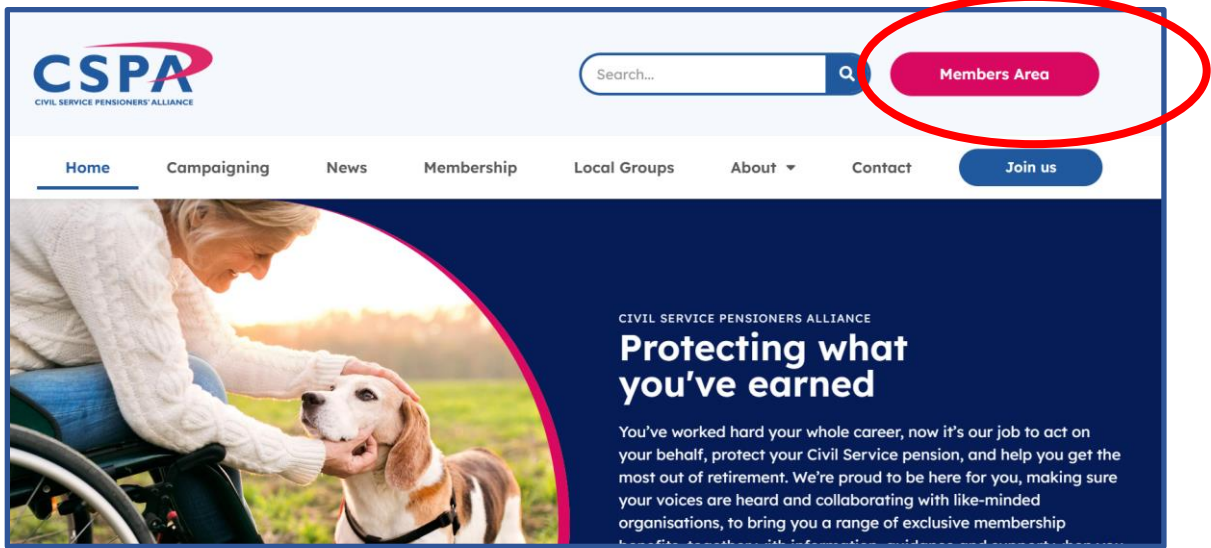 CSPA
CIVIL SERVICE PENSIONERS' ALLIANCE
Search...
Members Area
Home
Campaigning
News
Membership
Local Groups
About
Contact
Join us
CIVIL SERVICE PENSIONERS ALLIANCE
Protecting what
you've earned
You've worked hard your whole career, now it's our job to act on
your behalf, protect your Civil Service pension, and help you get the
most out of retirement. We're proud to be here for you, making sure
your voices are heard and collaborating with like-minded
organisations, to bring you a range of exclusive membership